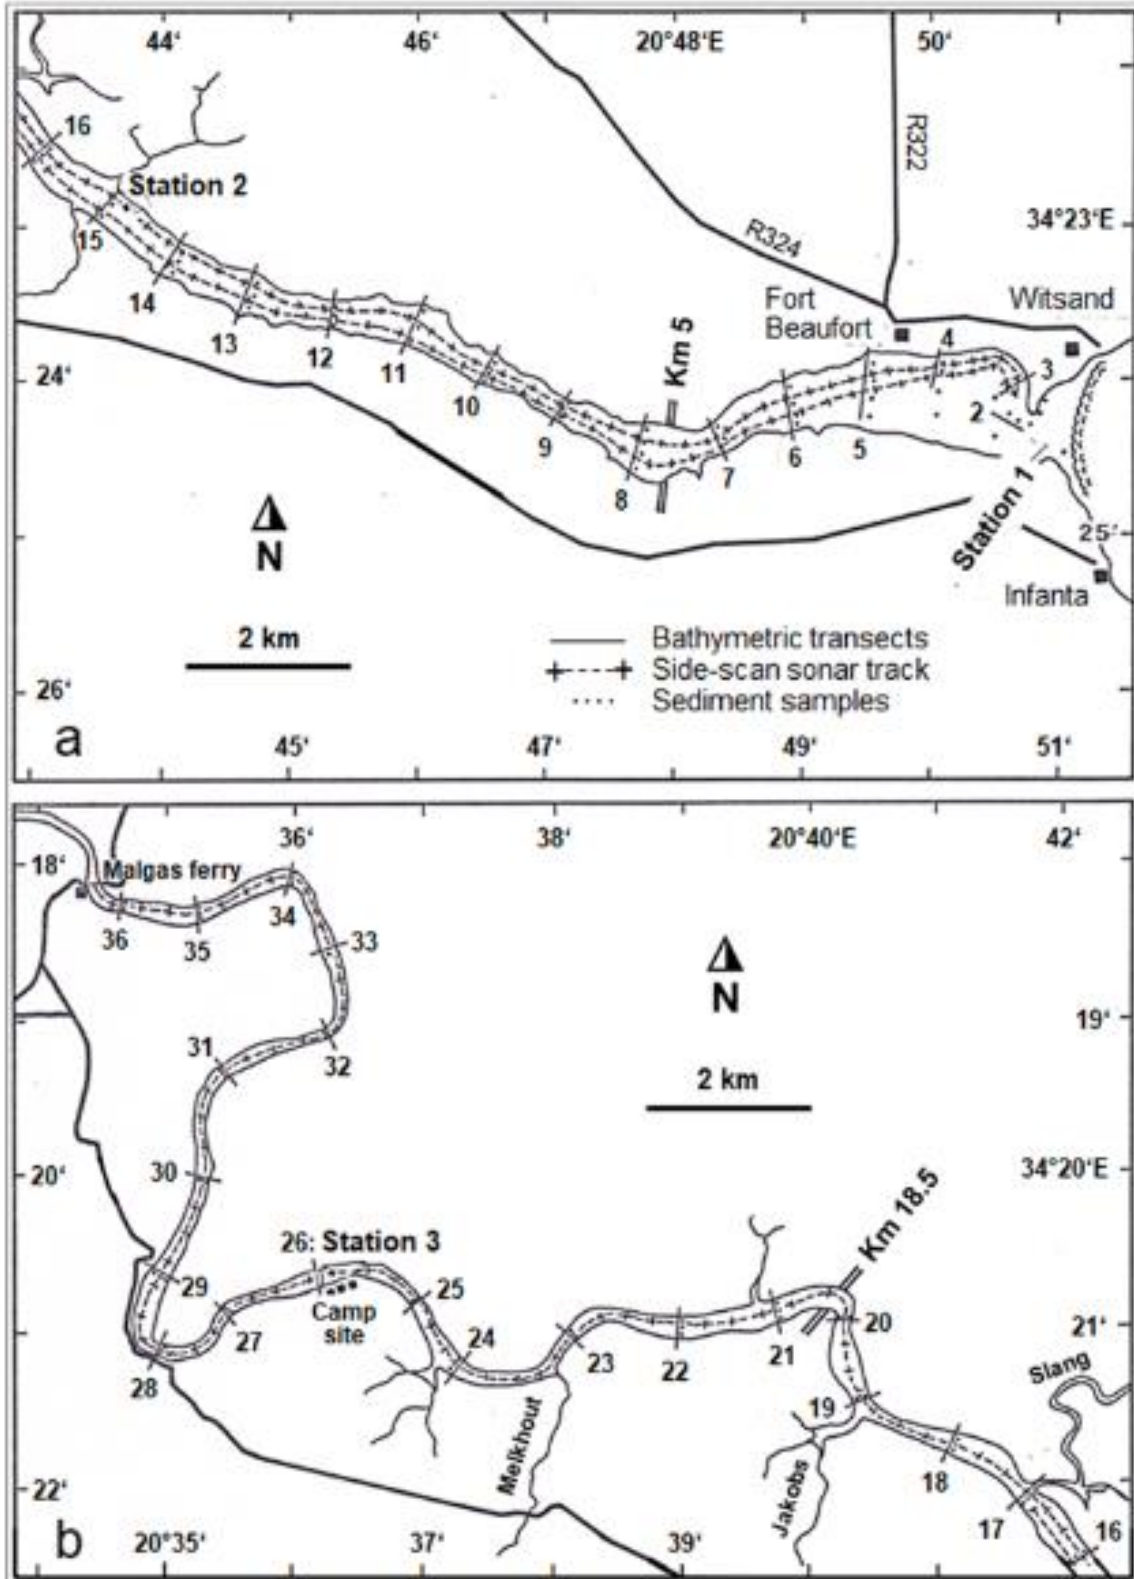 44‘
46‘
20°48‘E
50‘
16
R322
Station 2
34°23‘E
15
R324
14
Fort
Beaufort
Witsand
13
12
11
Km 5
4
3
24‘
10
9
2
8
7
6
5
Station 1
N
25‘
Infanta
2 km
Bathymetric transects
Side-scan sonar track
Sediment samples
26‘
a
45‘
47‘
49‘
51‘
36‘
38‘
20°40‘E
42‘
18‘
Malgas ferry
36
35
34
33
N
19‘
31
32
2 km
30
20‘
34°20‘E
26: Station 3
Km 18.5
29
25
Camp
site
27
24
23
22
21
20
21‘
28
Slang
19
Melkhout
Jakobs
18
22‘
17
16
b
20°35‘
37‘
39‘